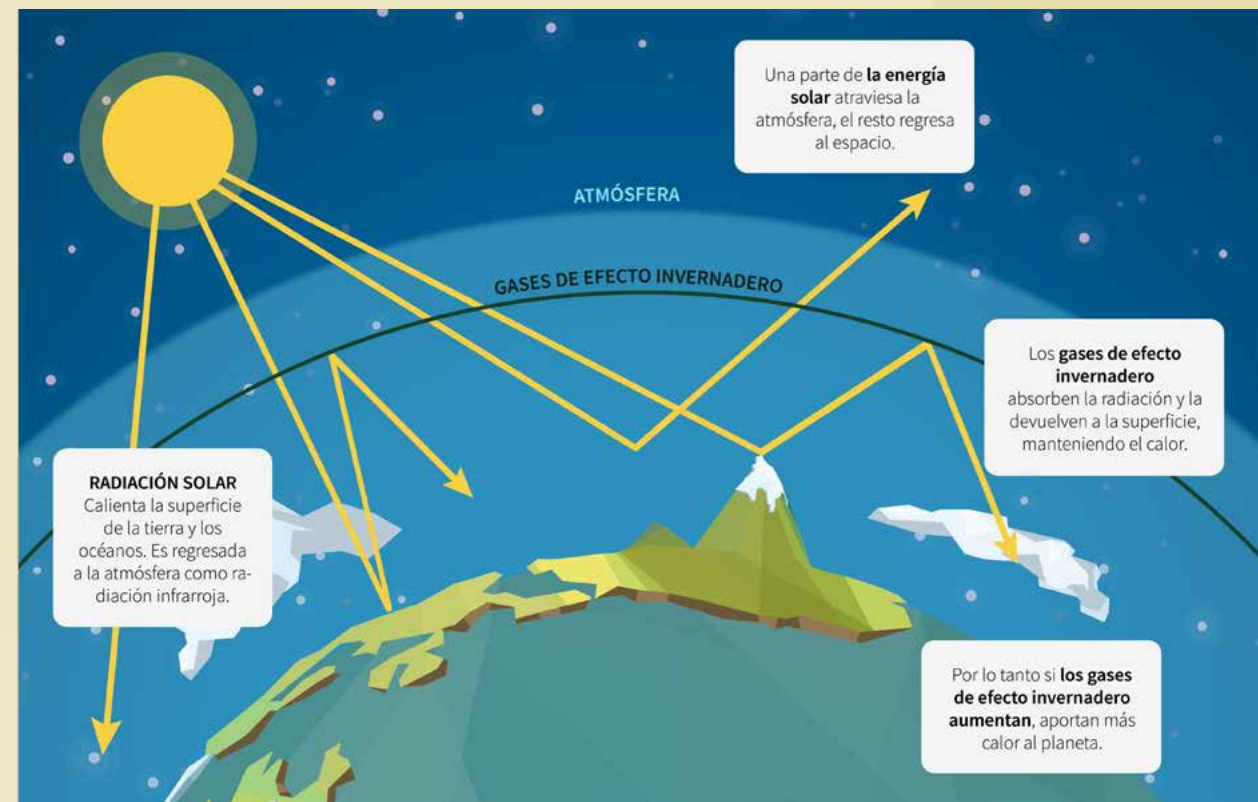 Una parte de la energía
solar atraviesa la
atmósfera, el resto regresa
al espacio.
ATMÓSFERA
GASES DE EFECTO INVERNADERO
Los gases de efecto
invernadero
absorben la radiación y la
devuelven a la superficie,
manteniendo el calor.
RADIACIÓN SOLAR
Calienta la superficie
de la tierra y los
océanos. Es regresada
a la atmósfera como ra-
diación infrarroja.
Por lo tanto si los gases
de efecto invernadero
aumentan, aportan más
calor al planeta.